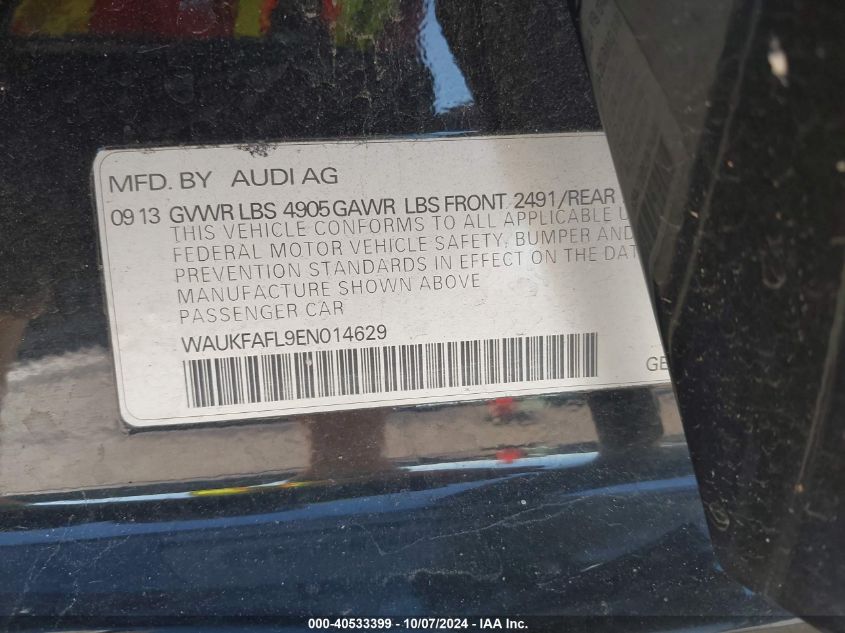 MFD. BY AUDI AG
09 13 GVWR LBS 4905 GAWR LBS FRONT 2491/REAR
THIS VEHICLE CONFORMS TO ALL APPLICABLE
FEDERAL MOTOR VEHICLE SAFETY, BUMPER AND
PREVENTION STANDARDS IN EFFECT ON THE DAT
MANUFACTURE SHOWN ABOVE
PASSENGER CAR
WAUKFAFL9EN014629
GE
000-40533399 - 10/07/2024 - IAA Inc.